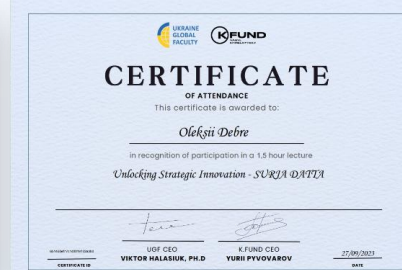 UKRAINE
GLOBAL
FACULTY
K.FUND
CERTIFICATE
OF ATTENDANCE
This certificate is awarded to:
Oleksii Debre
in recognition of participation in a 1,5 hour lecture
Unlocking Strategic Innovation - SURJA DATTA
UGF CEO
VIKTOR HALASIUK, PH.D
K.FUND CEO
YURII PYVOVAROV
27/09/2023
CERTIFICATE ID
DATE